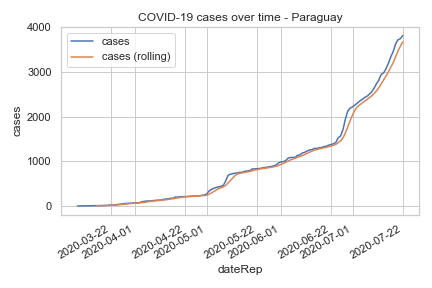 COVID-19 cases over time - Paraguay
cases
cases (rolling)
4000
3000
2000
1000
0
cases
2020-03-22
2020-04-01
2020-04-22
2020-05-01
2020-05-22
2020-06-01
2020-06-22
2020-07-01
2020-07-22
dateRep